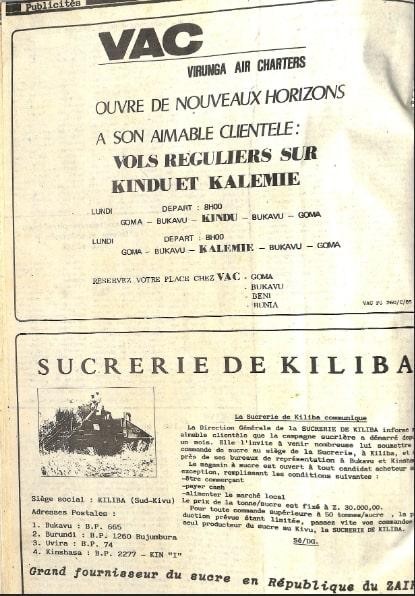 Publicités
VAC
VIRUNGA AIR CHARTERS
OUVRE DE NOUVEAUX HORIZONS
A SON AIMABLE CLIENTELE :
VOLS REGULIERS SUR
KINDU ET KALEMIE
LUNDI DEPART : 8H00
GOMA – BUKAVU – KINDU – BUKAVU – GOMA
LUNDI DEPART : 8H00
GOMA – BUKAVU – KALEMIE – BUKAVU – GOMA
RESERVEZ VOTRE PLACE CHEZ VAC - GOMA
- BUKAVU
- BENI
- BUNIA
SUCRERIE DE KILIBA
La Sucrerie de Kiliba communique
La Direction Générale de la SUCRERIE DE KILIBA informe
aimable clientèle que la campagne sucrière a démarré
un mois. Elle l'invite à venir nombreuse lui soumettre
commande de sucre au siège de la Sucrerie, à Kiliba, et
près de ses bureaux de représentation à Bukavu et
Le magasin à sucre est ouvert à tout candidat acheteur
exception, remplissant les conditions suivantes :
-être commerçant
-payer cash
-alimenter le marché local
Le prix de la tonne/sucre est fixé à Z. 30.000,00.
Pour toute commande supérieure à 50 tonnes/sucre , la
duction prévue étant limitée, passez vite vos
seul producteur du sucre au Kivu, la SUCRERIE DE KILIBA.
Sé/DG.
Siège social : KILIBA (Sud-Kivu)
Adresses Postales :
1. Bukavu : B.P. 665
2. Burundi : B.P. 1260 Bujumbura
3. Uvira : B.P. 74
4. Kinshasa : B.P. 2277 - KIN "I"
Grand fournisseur du sucre en République du